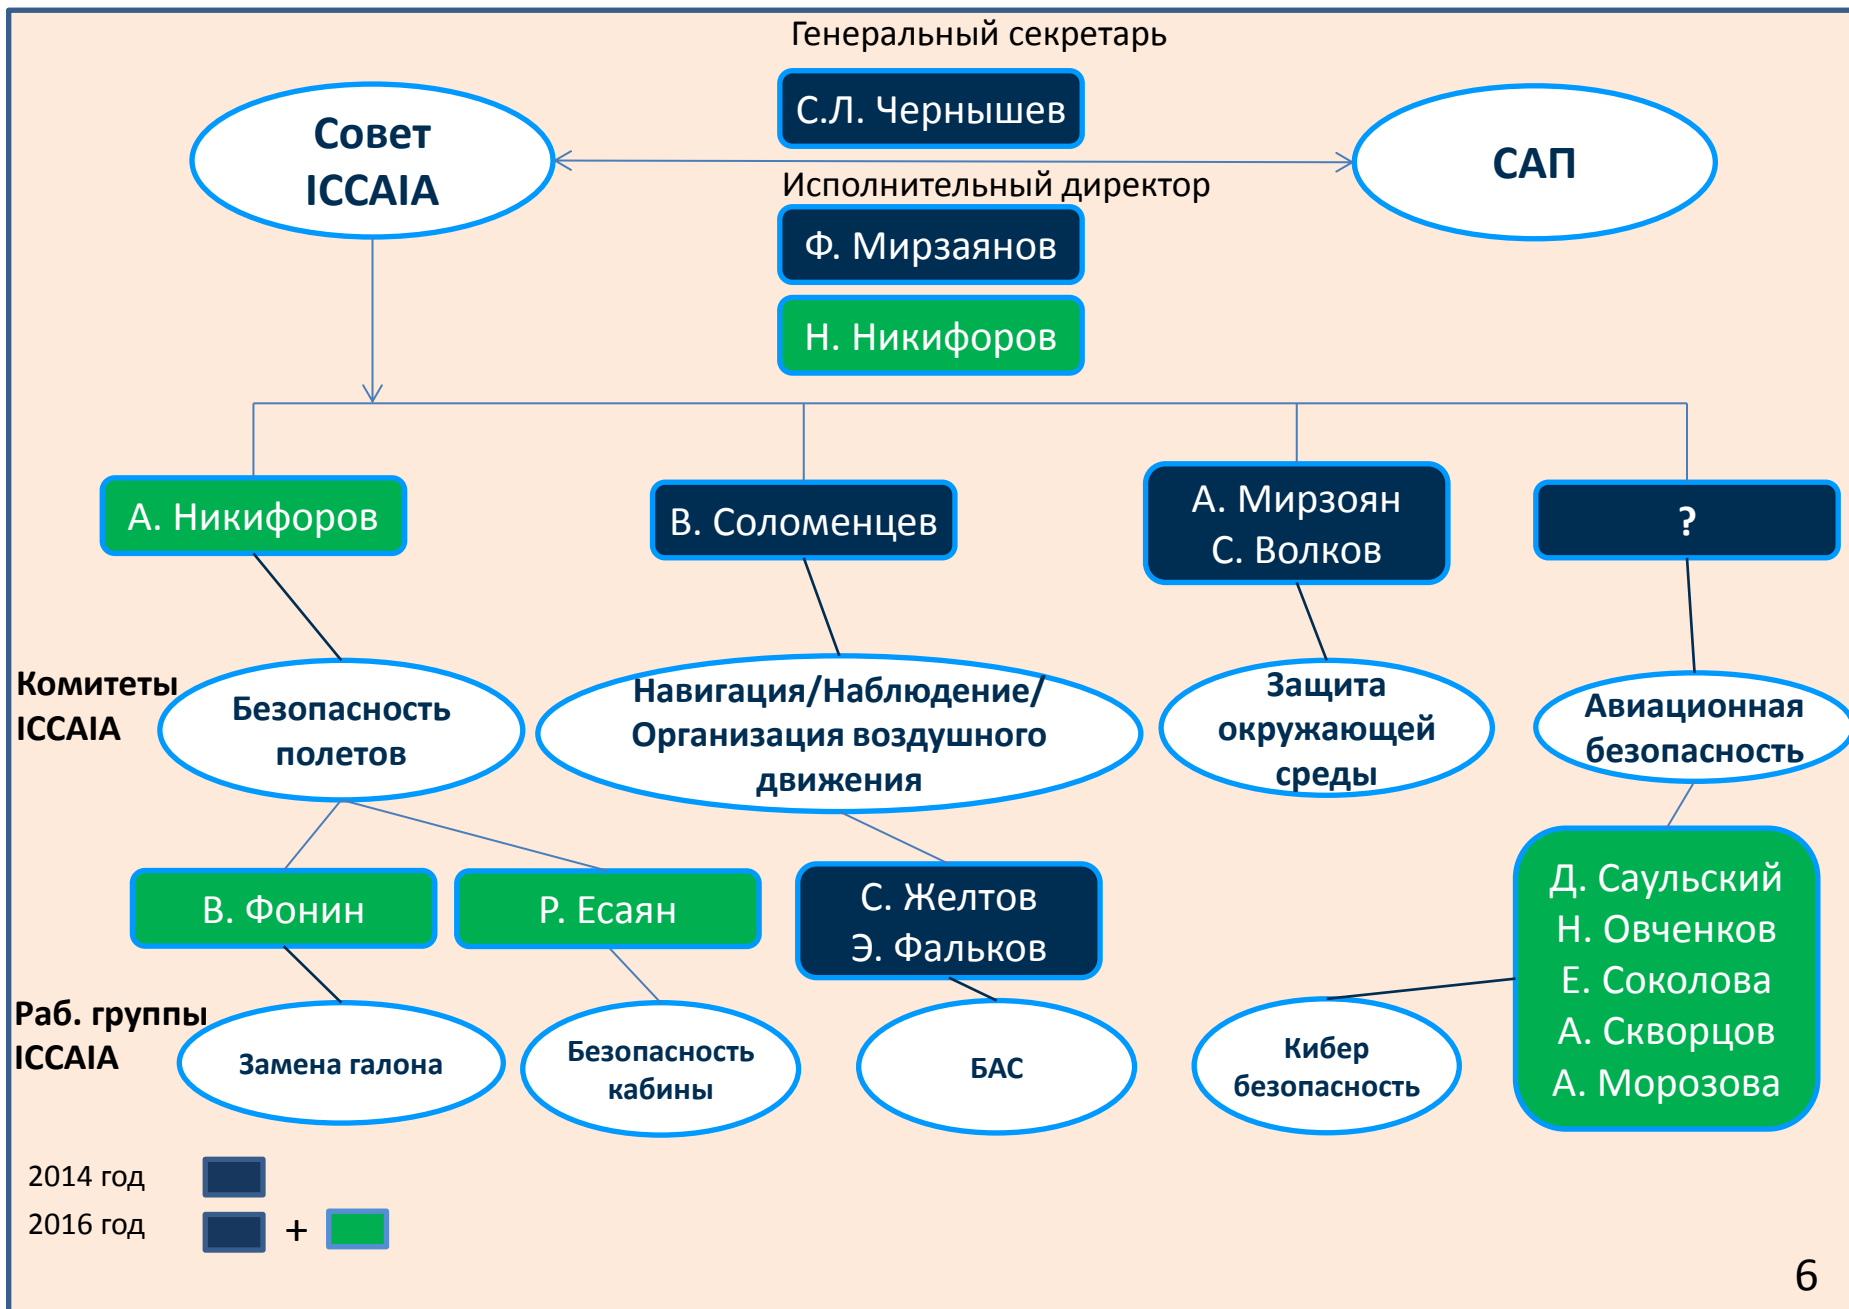 Генеральный секретарь
С.Л. Чернышев
Совет
ICCAIA
САП
Исполнительный директор
Ф. Мирзаянов
Н. Никифоров
А. Никифоров
В. Соломенцев
А. Мирзоян
С. Волков
?
Комитеты
ICCAIA
Безопасность
полетов
Навигация/Наблюдение/
Организация воздушного
движения
Защита
окружающей
среды
Авиационная
безопасность
В. Фонин
Р. Есаян
С. Желтов
Э. Фальков
Д. Саульский
Н. Овченков
Е. Соколова
А. Скворцов
А. Морозова
Раб. группы
ICCAIA
Замена галона
Безопасность
кабины
БАС
Кибер
безопасность
2014 год
2016 год
+
6